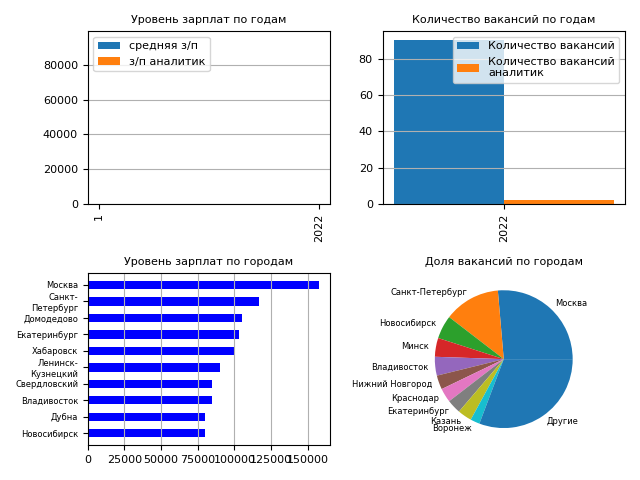 Уровень зарплат по годам
средняя з/п
з/п аналитик
80000
60000
40000
20000
0
1
2022
Количество вакансий по годам
Количество вакансий
Количество вакансий
аналитик
80
60
40
20
0
2022
Уровень зарплат по городам
Москва
Санкт-
Петербург
Домодедово
Екатеринбург
Хабаровск
Ленинск-
Кузнецкий
Свердловский
Владивосток
Дубна
Новосибирск
0
25000
50000
75000
100000
125000
150000
Доля вакансий по городам
Москва
Санкт-Петербург
Новосибирск
Минск
Владивосток
Нижний Новгород
Краснодар
Екатеринбург
Казань
Воронеж
Другие